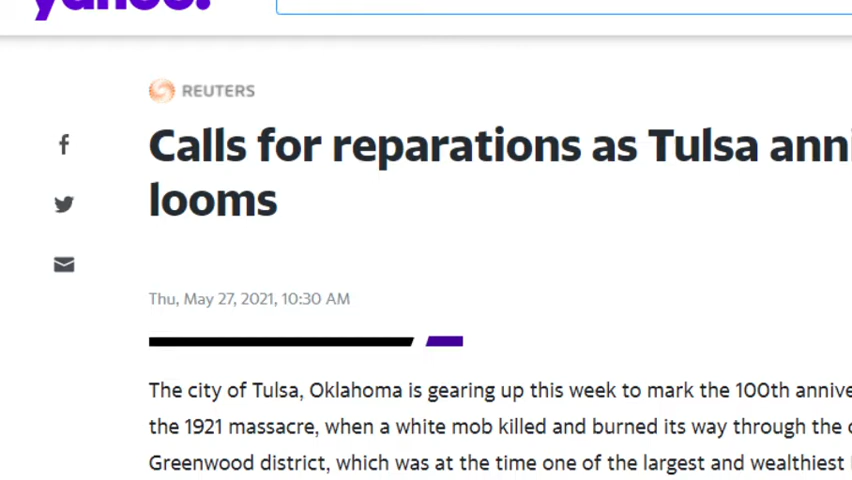 yahoo!
REUTERS
Calls for reparations as Tulsa
looms
Thu, May 27, 2021, 10:30 AM
The city of Tulsa, Oklahoma is gearing up this week to mark the 100th
the 1921 massacre, when a white mob killed and burned its way through the
Greenwood district, which was at the time one of the largest and wealthiest